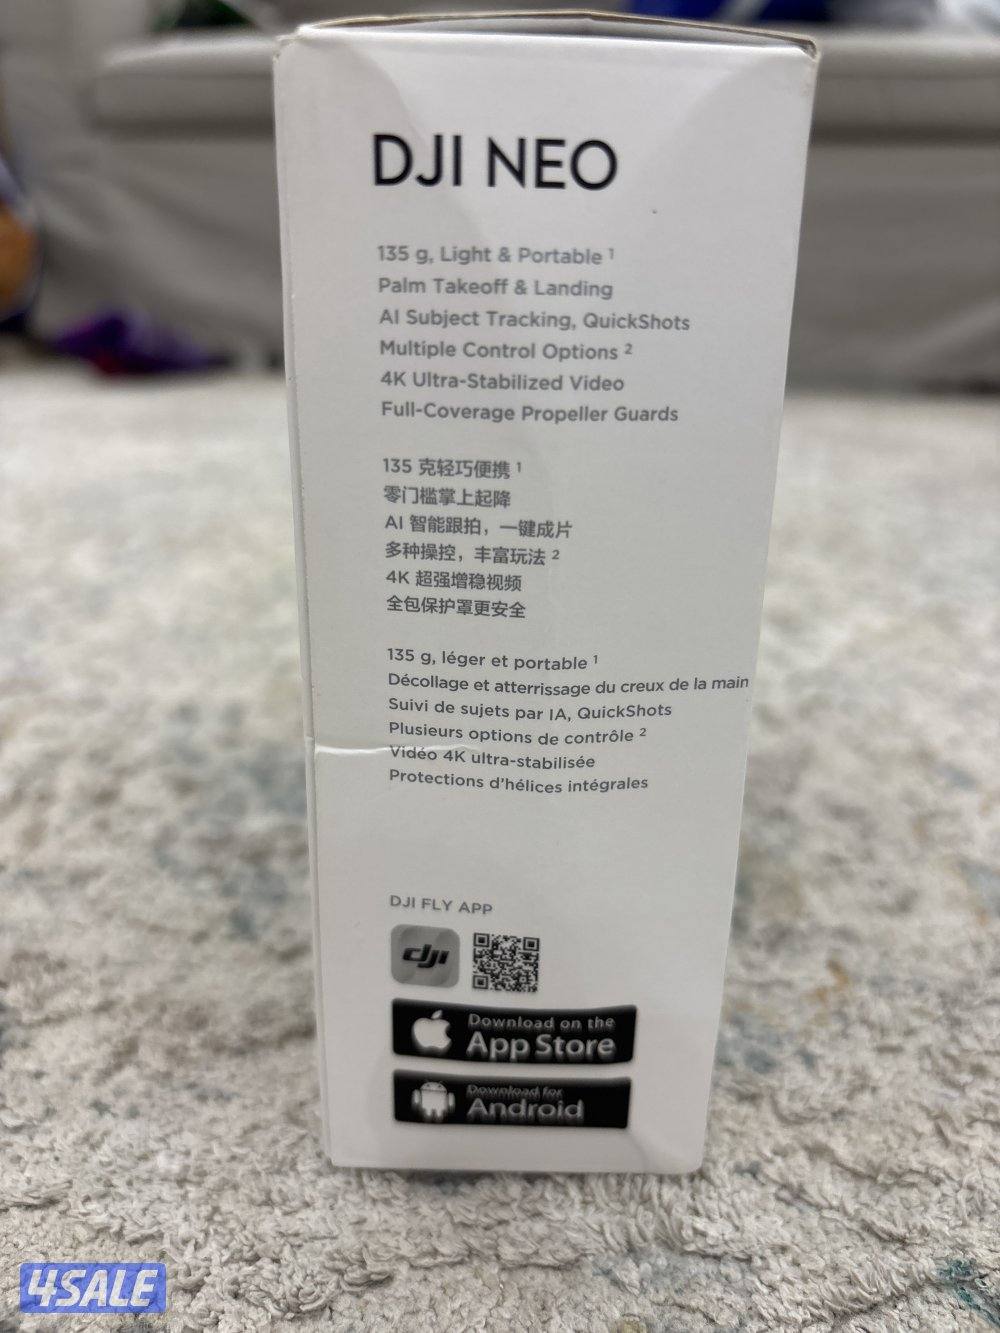 DJI NEO
135 g, Light & Portable ¹
Palm Takeoff & Landing
AI Subject Tracking, QuickShots
Multiple Control Options ²
4K Ultra-Stabilized Video
Full-Coverage Propeller Guards
135 克轻巧便携 ¹
零门槛掌上起降
AI 智能跟拍，一键成片
多种操控，丰富玩法 ²
4K 超强增稳视频
全包保护罩更安全
135 g, léger et portable ¹
Décollage et atterrissage du creux de la main
Suivi de sujets par IA, QuickShots
Plusieurs options de contrôle ²
Vidéo 4K ultra-stabilisée
Protections d'hélices intégrales
DJI FLY APP
dji
Download on the
App Store
Download for
Android
4SALE